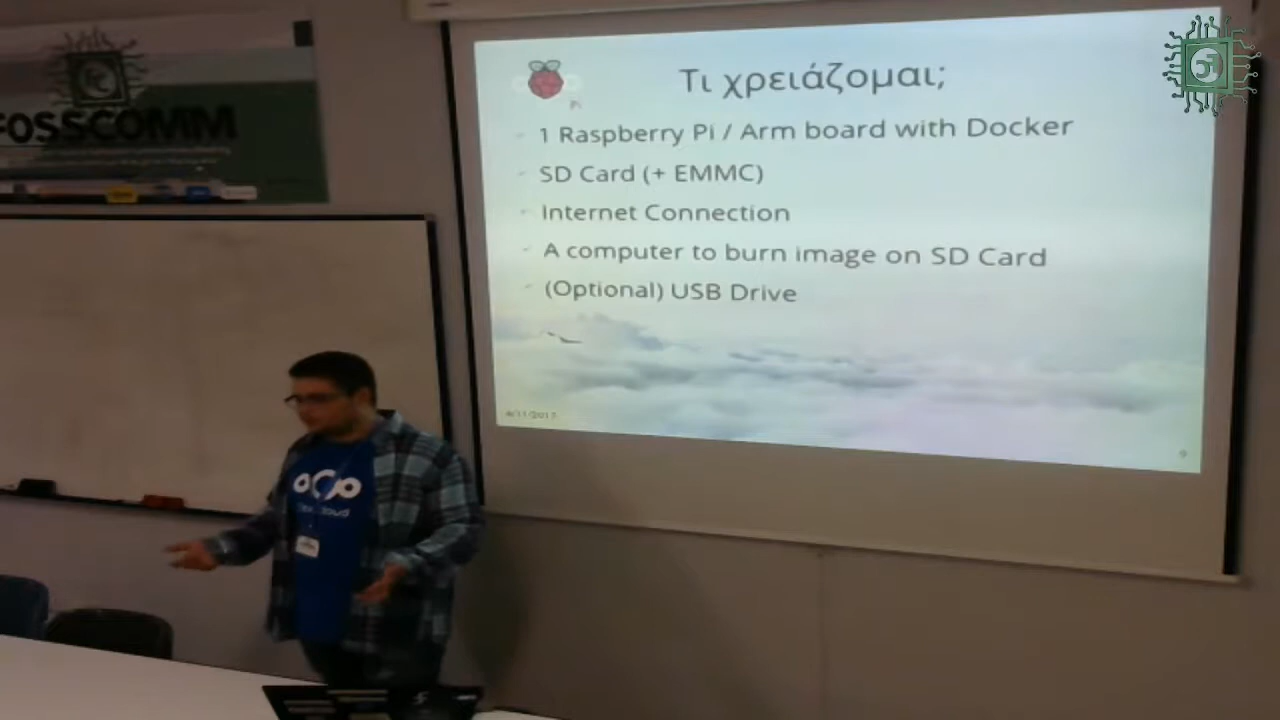 FOSSCOMM
Τι χρειάζομαι;
1 Raspberry Pi / Arm board with Docker
SD Card (+ EMMC)
Internet Connection
A computer to burn image on SD Card
(Optional) USB Drive
9